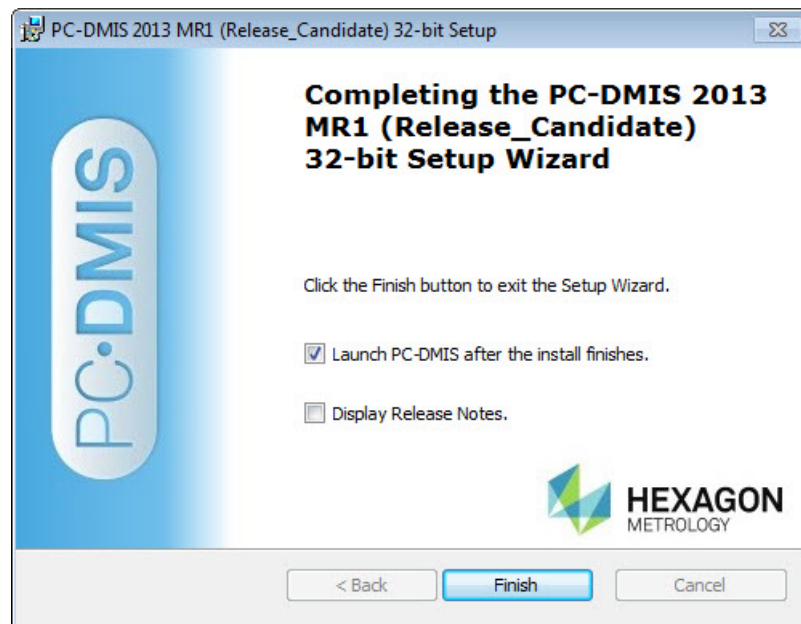 PC-DMIS 2013 MR1 (Release_Candidate) 32-bit Setup
PC•DMIS
Completing the PC-DMIS 2013
MR1 (Release_Candidate)
32-bit Setup Wizard
Click the Finish button to exit the Setup Wizard.
Launch PC-DMIS after the install finishes.
Display Release Notes.
HEXAGON
METROLOGY
< Back
Finish
Cancel